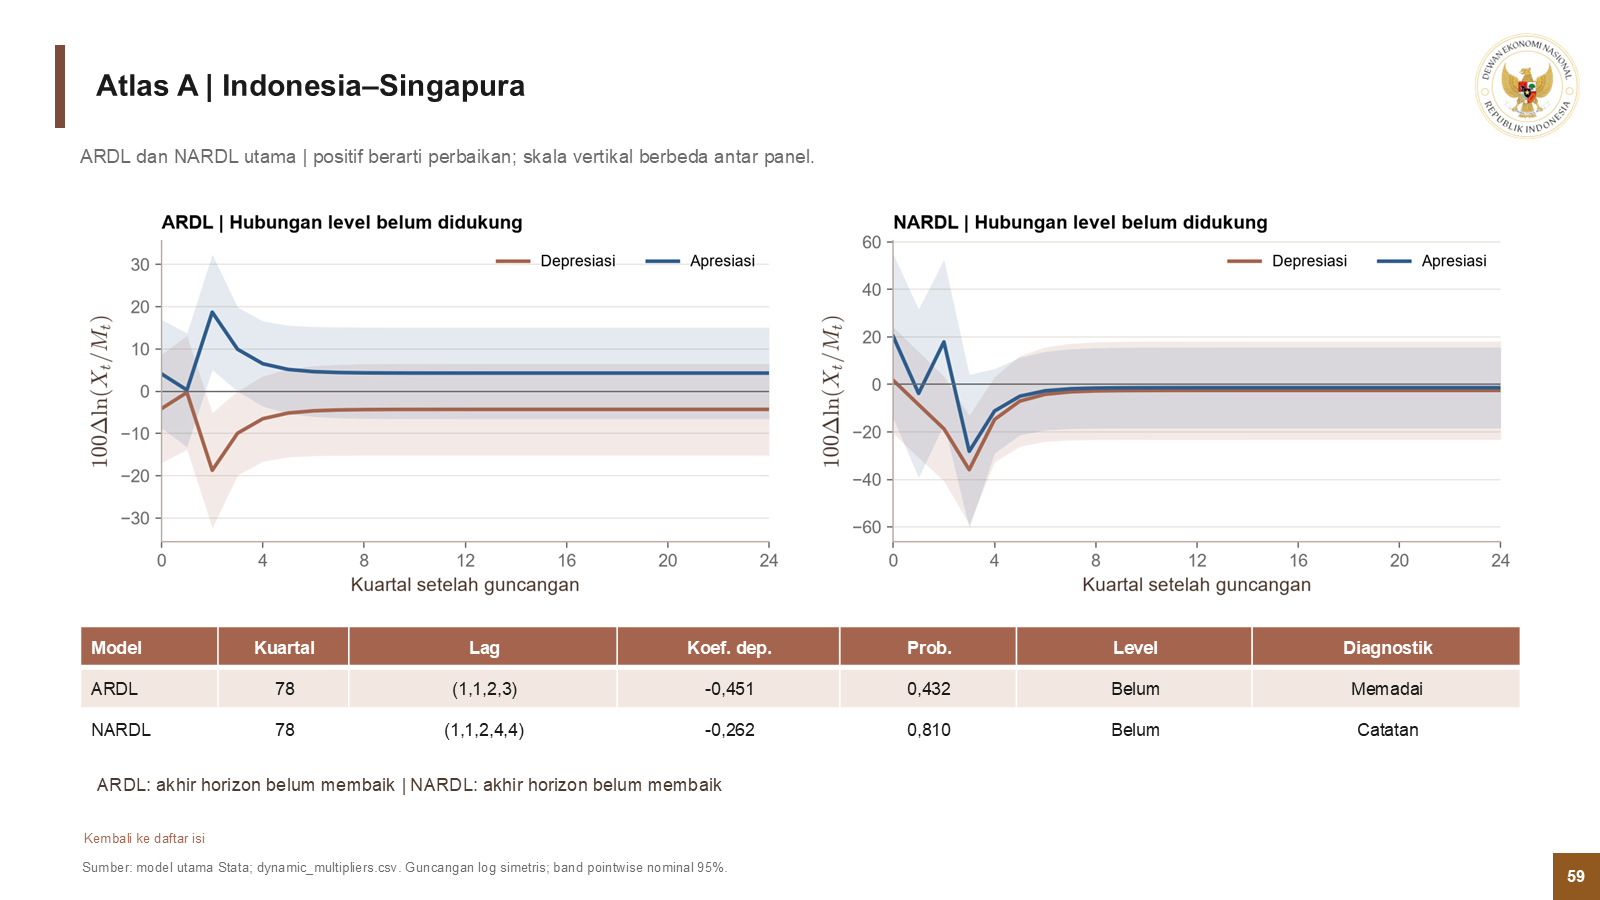 Atlas A | Indonesia–Singapura
DEWAN EKONOMI NASIONAL
REPUBLIK INDONESIA
ARDL dan NARDL utama | positif berarti perbaikan; skala vertikal berbeda antar panel.
ARDL | Hubungan level belum didukung
Depresiasi
Apresiasi
30
20
10
0
−10
−20
−30
100Δln(Xₜ/Mₜ)
0 4 8 12 16 20 24
Kuartal setelah guncangan
NARDL | Hubungan level belum didukung
Depresiasi
Apresiasi
60
40
20
0
−20
−40
−60
100Δln(Xₜ/Mₜ)
0 4 8 12 16 20 24
Kuartal setelah guncangan
Model Kuartal Lag Koef. dep. Prob. Level Diagnostik
ARDL 78 (1,1,2,3) -0,451 0,432 Belum Memadai
NARDL 78 (1,1,2,4,4) -0,262 0,810 Belum Catatan
ARDL: akhir horizon belum membaik | NARDL: akhir horizon belum membaik
Kembali ke daftar isi
Sumber: model utama Stata; dynamic_multipliers.csv. Guncangan log simetris; band pointwise nominal 95%.
59